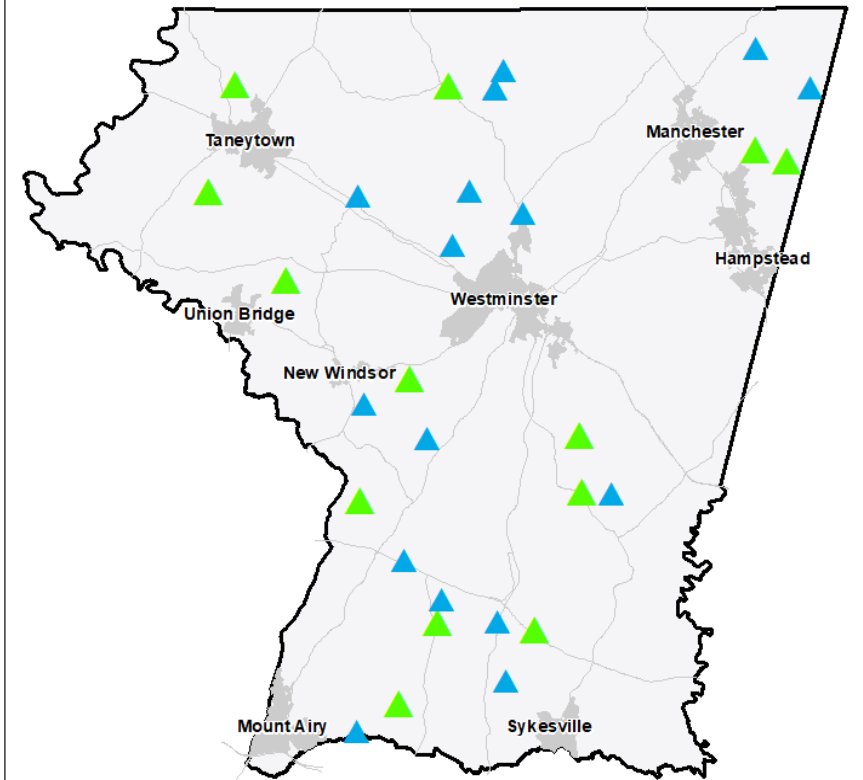 Taneytown
Manchester
Hampstead
Westminster
Union Bridge
New Windsor
Mount Airy
Sykesville